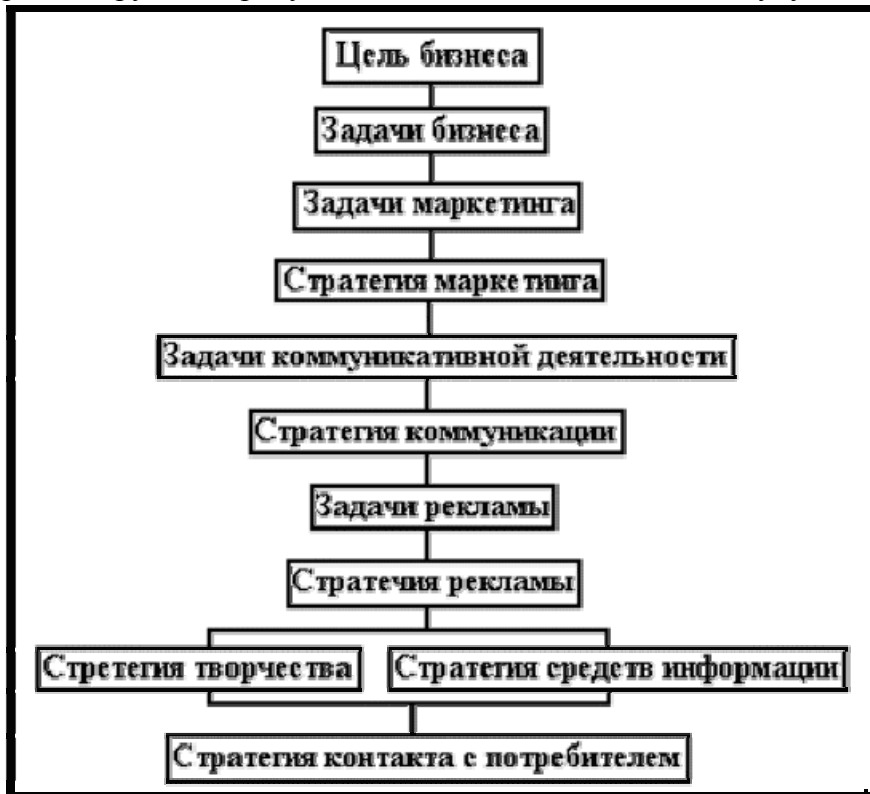 Цель бизнеса
Задачи бизнеса
Задачи маркетинга
Стратегия маркетинга
Задачи коммуникативной деятельности
Стратегия коммуникации
Задачи рекламы
Стратечия рекламы
Стретегия творчества
Стратегия средств информации
Стратегия контакта с потребителем